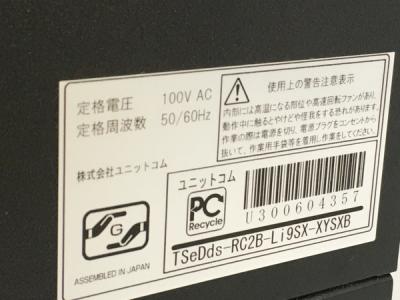 定格電圧 100V AC
定格周波数 50/60Hz
使用上の警告注意表示
内部には高温になる部位や高速回転ファンがあり、
動作中に触るとやけどや怪我をする恐れがあります。
作業の際は電源を切り、電源プラグをコンセントから
抜いて、作業用手袋等を着用し作業をしてください。
株式会社ユニットコム
ユニットコム
PC
Recycle
U300604357
G
ASSEMBLED IN JAPAN
TSeDds-RC2B-Li9SX-XYSXB